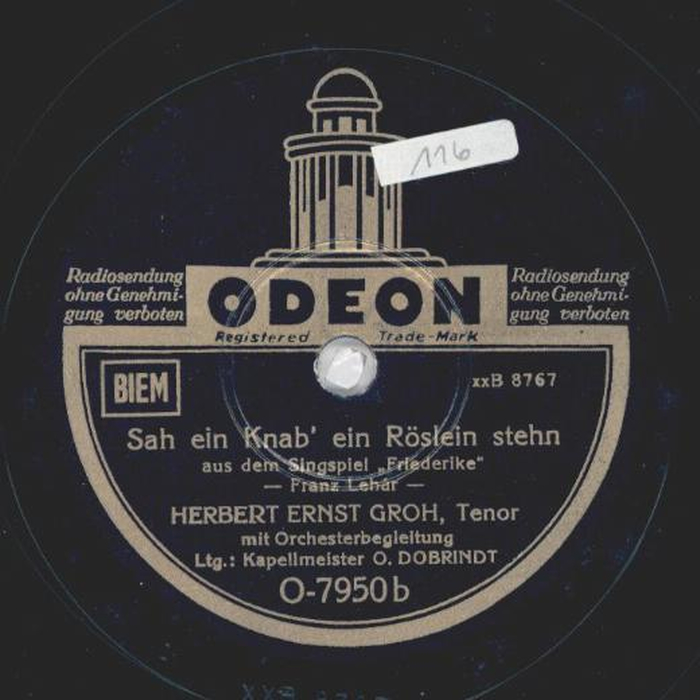 116
Radiosendung
ohne Genehmi-
gung verboten
ODEON
Radiosendung
ohne Genehmi-
gung verboten
Registered Trade-Mark
BIEM
xxB 8767
Sah ein Knab' ein Röslein stehn
aus dem Singspiel „Friederike"
— Franz Lehár —
HERBERT ERNST GROH, Tenor
mit Orchesterbegleitung
Ltg.: Kapellmeister O. DOBRINDT
O-7950b